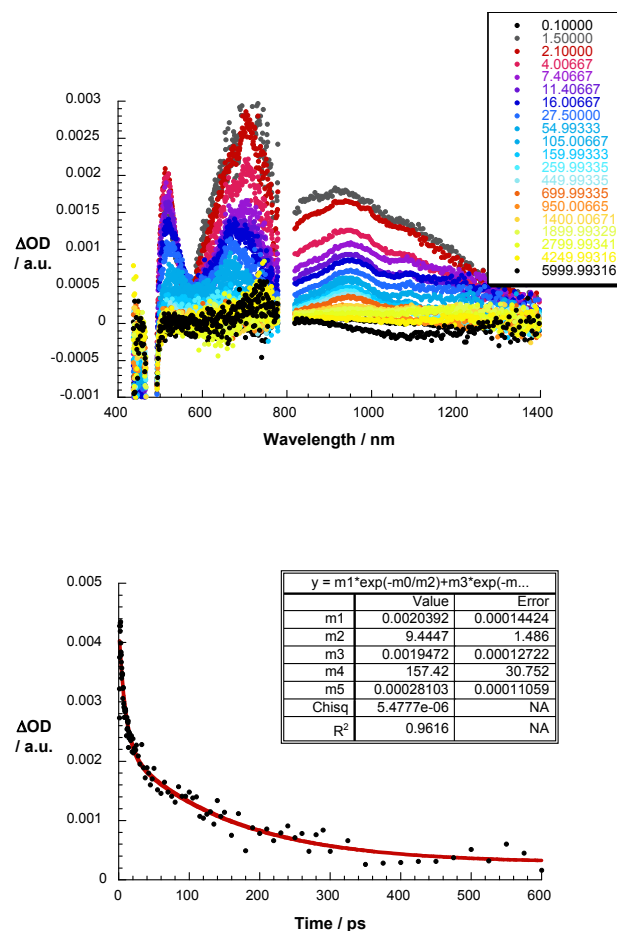 0.10000
1.50000
2.10000
4.00667
7.40667
11.40667
16.00667
27.50000
54.99333
105.00667
159.99333
259.99335
449.99335
699.99335
950.00665
1400.00671
1899.99329
2799.99341
4249.99316
5999.99316
0.003
0.0025
0.002
0.0015
ΔOD
/ a.u.
0.001
0.0005
0
-0.0005
-0.001
400 600 800 1000 1200 1400
Wavelength / nm
0.005
0.004
0.003
ΔOD
/ a.u.
0.002
0.001
0
y = m1*exp(-m0/m2)+m3*exp(-m...
Value Error
m1 0.0020392 0.00014424
m2 9.4447 1.486
m3 0.0019472 0.00012722
m4 157.42 30.752
m5 0.00028103 0.00011059
Chisq 5.4777e-06 NA
R² 0.9616 NA
0 100 200 300 400 500 600
Time / ps